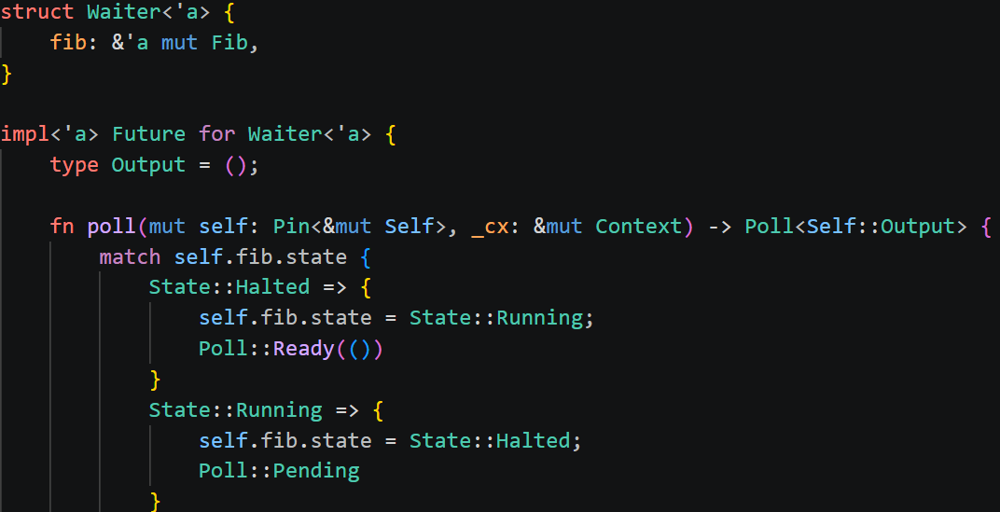 struct Waiter<'a> {
    fib: &'a mut Fib,
}

impl<'a> Future for Waiter<'a> {
    type Output = ();

    fn poll(mut self: Pin<&mut Self>, _cx: &mut Context) -> Poll<Self::Output> {
        match self.fib.state {
            State::Halted => {
                self.fib.state = State::Running;
                Poll::Ready(())
            }
            State::Running => {
                self.fib.state = State::Halted;
                Poll::Pending
            }